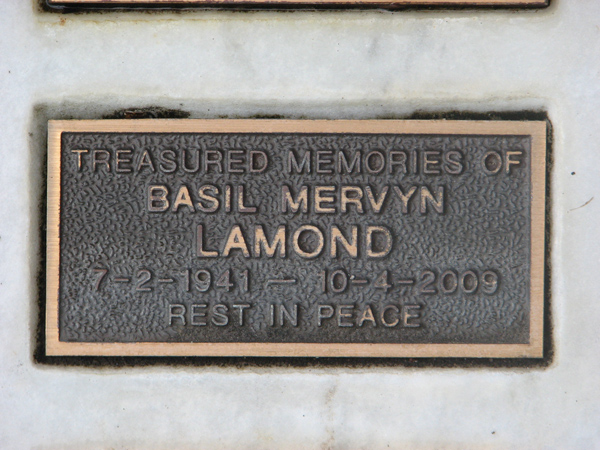 TREASURED MEMORIES OF
BASIL MERVYN
LAMOND
7-2-1941 — 10-4-2009
REST IN PEACE